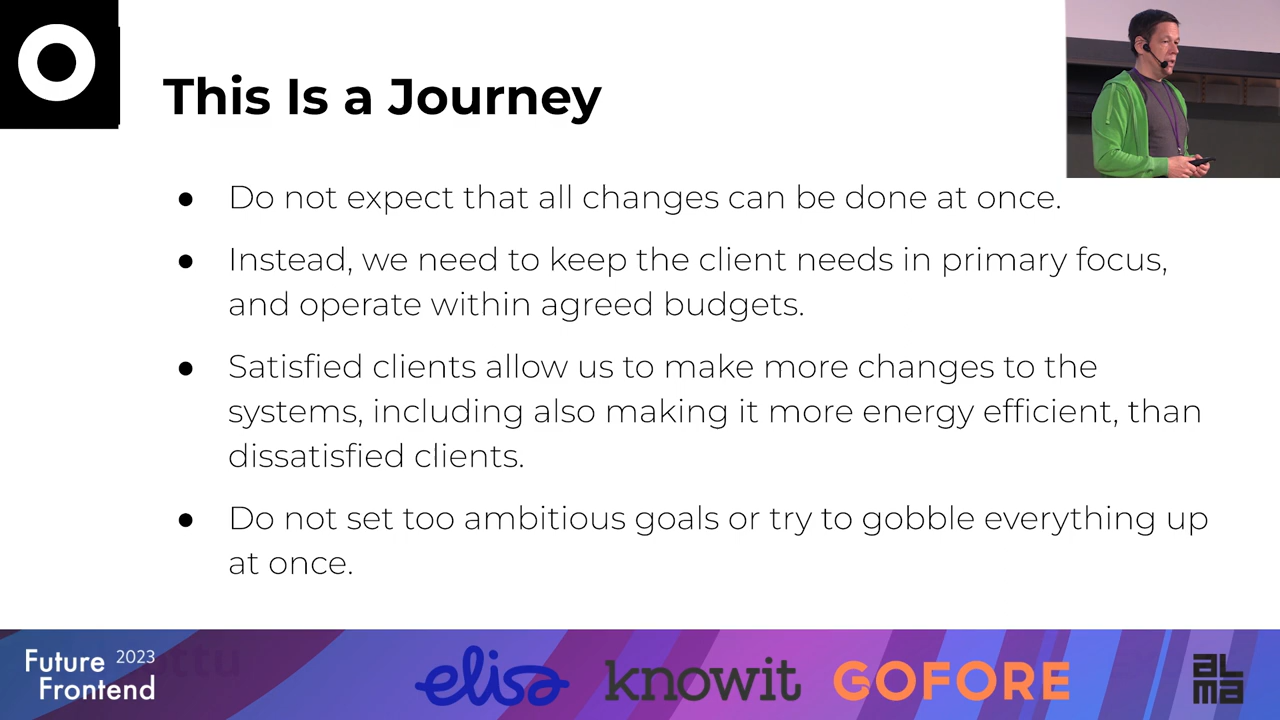 This Is a Journey
● Do not expect that all changes can be done at once.
● Instead, we need to keep the client needs in primary focus,
and operate within agreed budgets.
● Satisfied clients allow us to make more changes to the
systems, including also making it more energy efficient, than
dissatisfied clients.
● Do not set too ambitious goals or try to gobble everything up
at once.
Future 2023
Frontend
elisa
knowit
GOFORE
ALMA